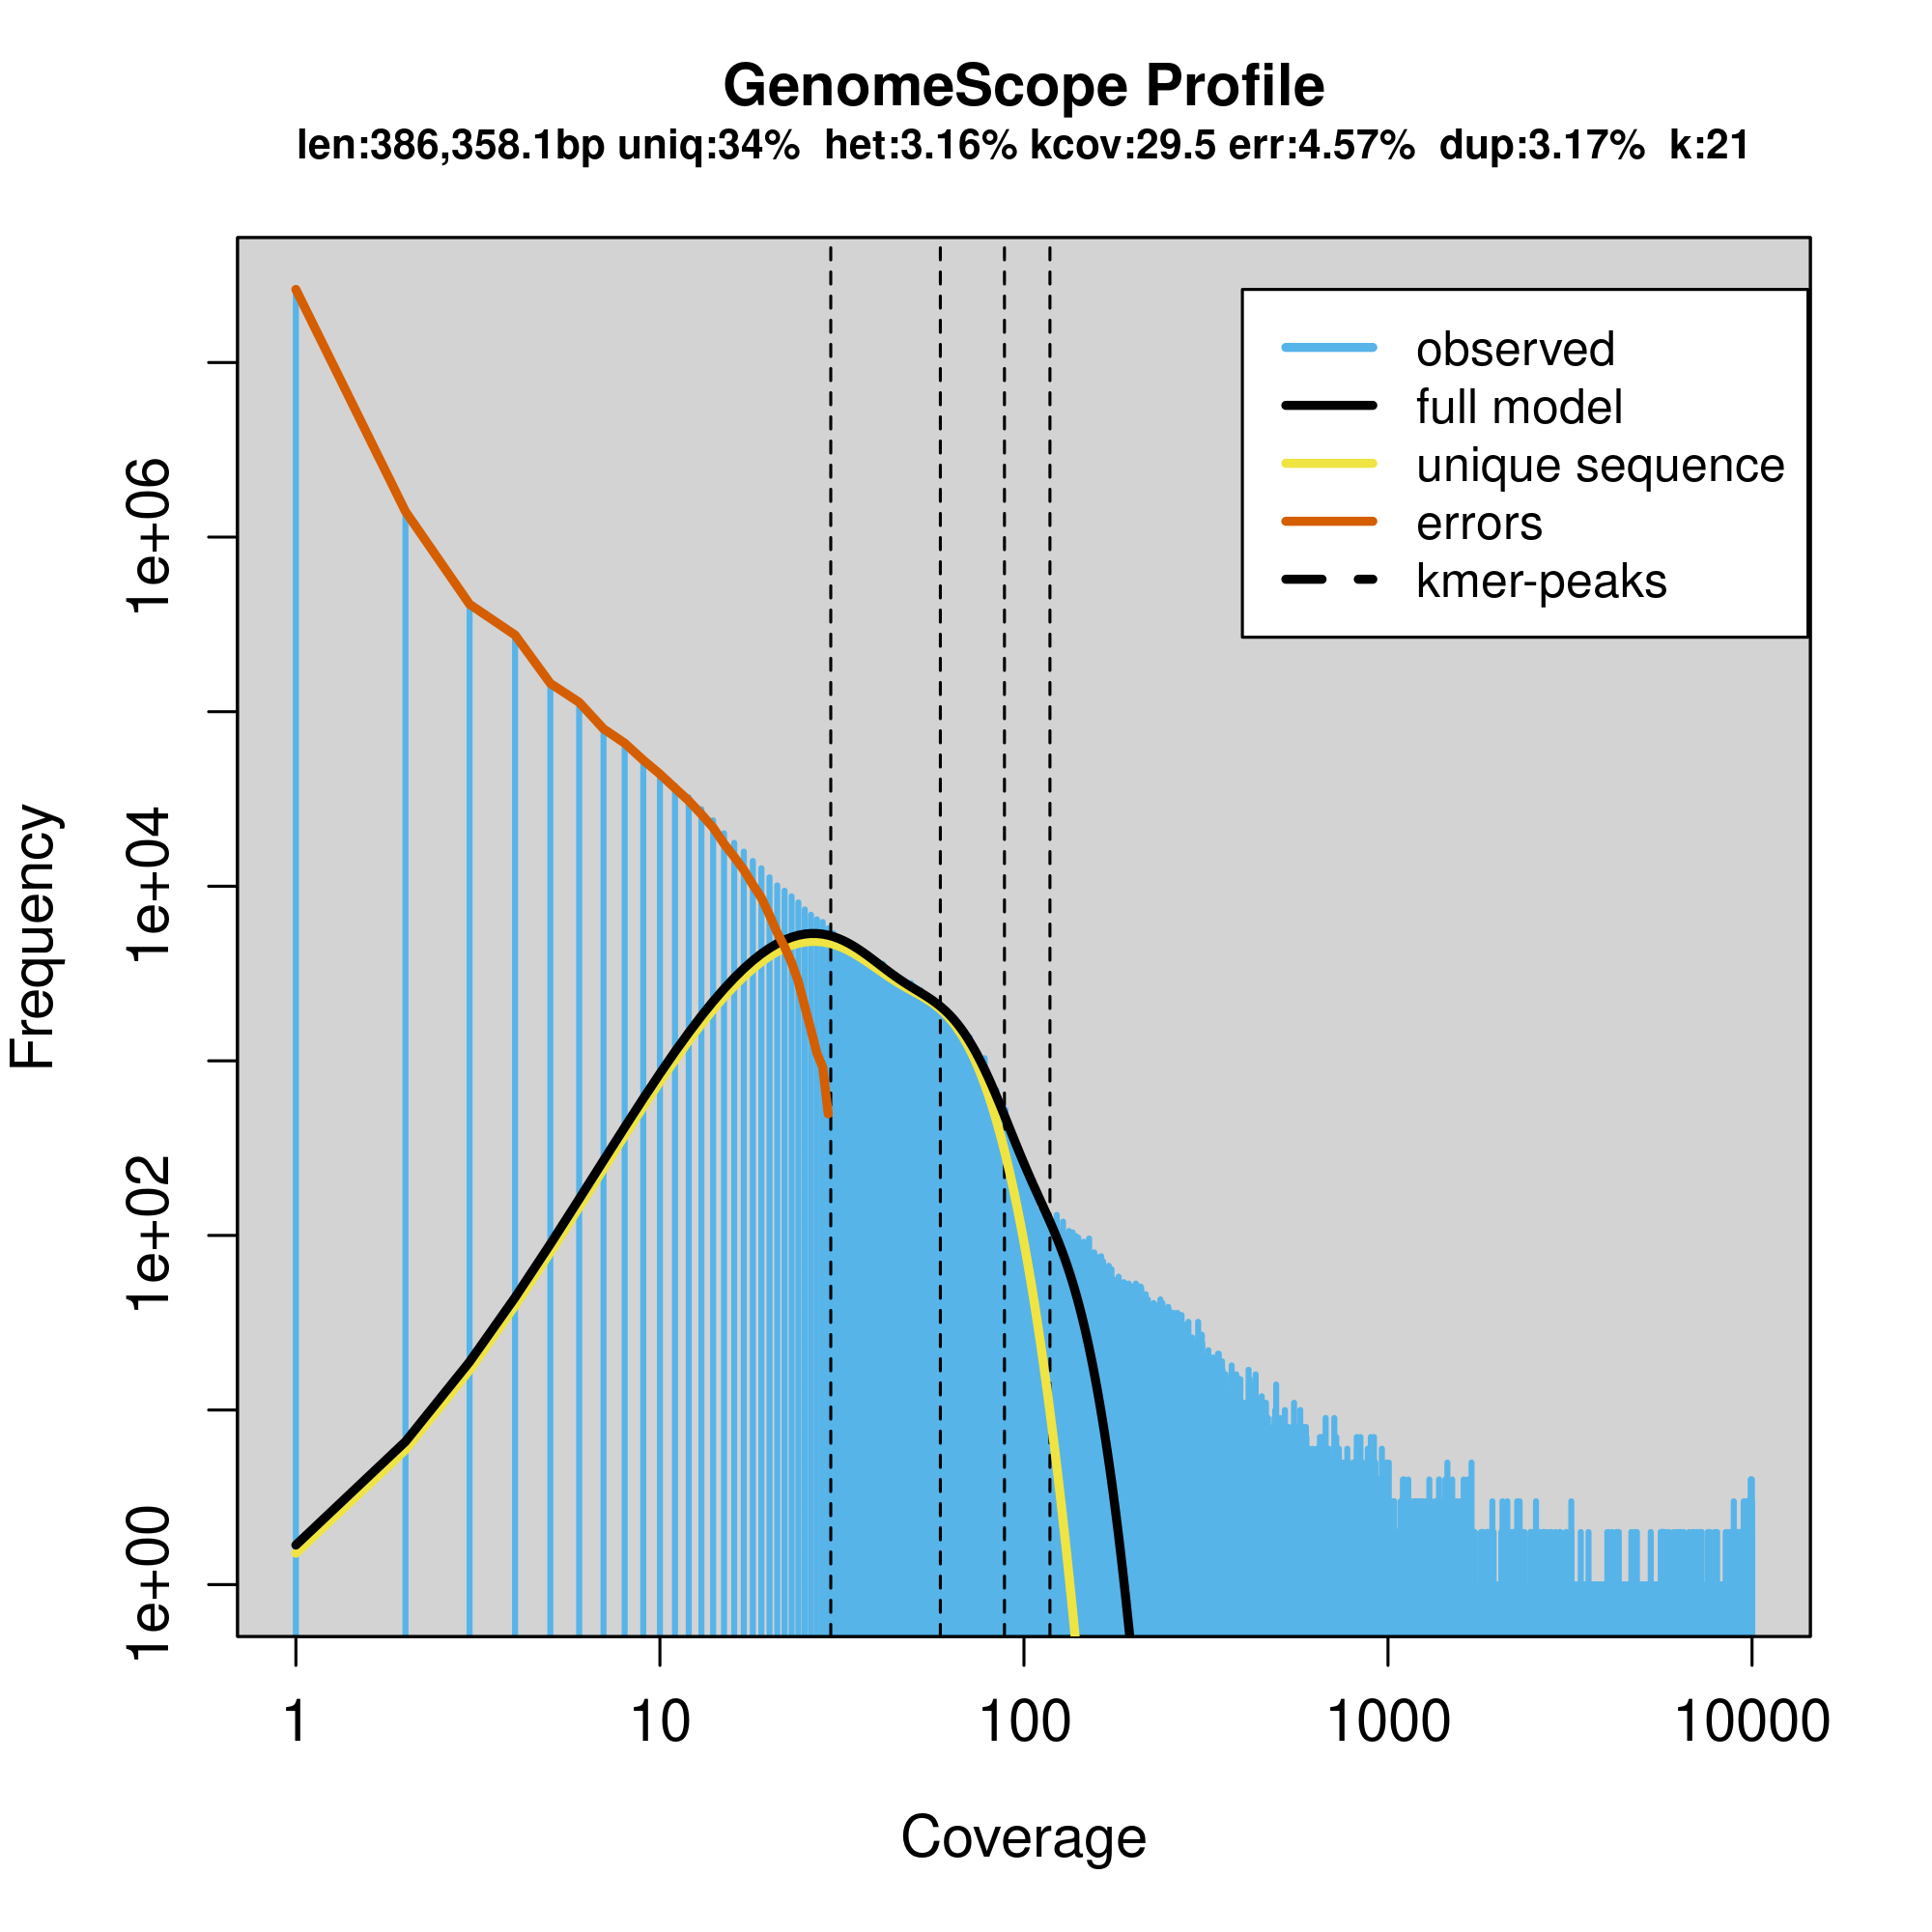 GenomeScope Profile
len:386,358.1bp uniq:34% het:3.16% kcov:29.5 err:4.57% dup:3.17% k:21
observed
full model
unique sequence
errors
kmer-peaks
Frequency
1e+06
1e+04
1e+02
1e+00
1 10 100 1000 10000
Coverage